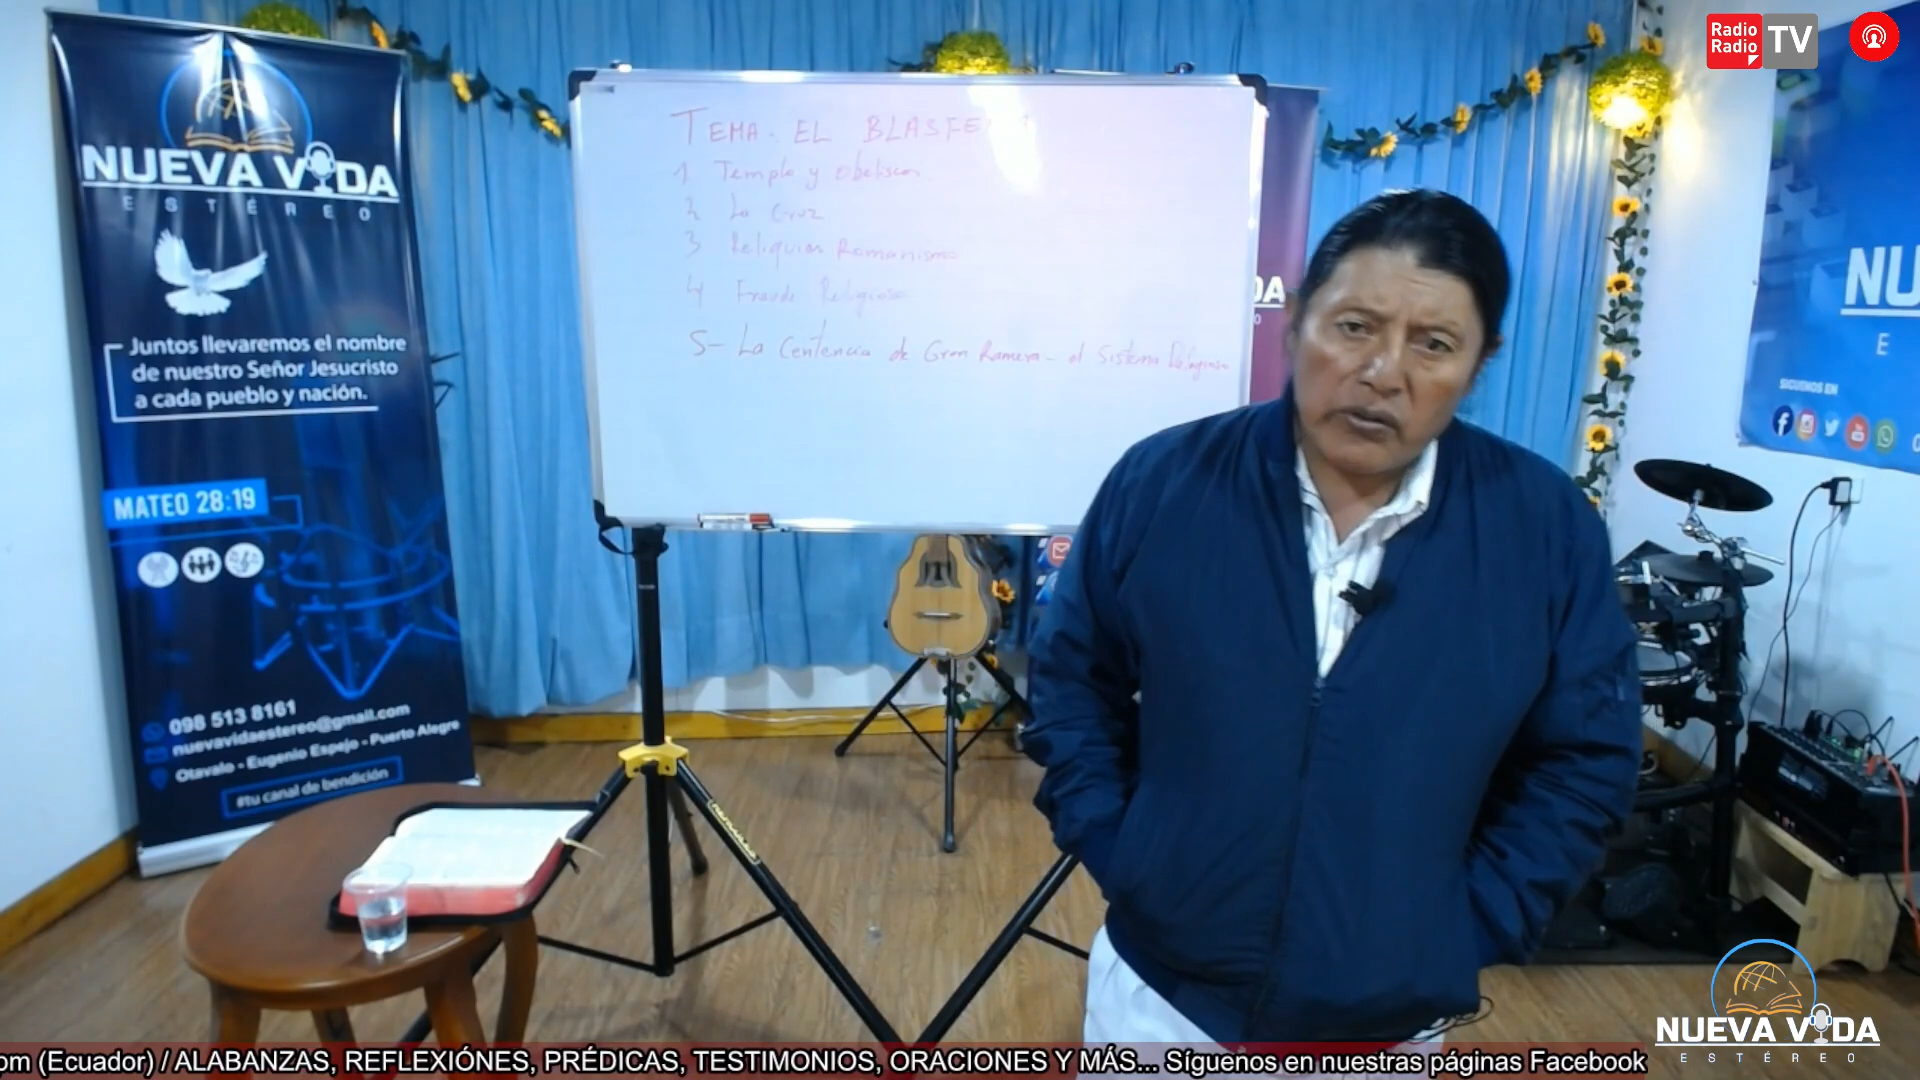 NUEVA VIDA
ESTÉREO
Juntos llevaremos el nombre
de nuestro Señor Jesucristo
a cada pueblo y nación.
MATEO 28:19
098 513 8161
nuevavidaestereo@gmail.com
Otavalo - Eugenio Espejo - Puerto Alegre
#tu canal de bendición
TEMA. EL BLASFE
1. Templo y Obeliscos
2 La Cruz
3 Reliquias Romanismo
4 Fraude Religioso
5- La Centencia de Gran Ramera - el Sistema Religioso
DA
O
Radio
Radio
TV
NU
E
SIGUENOS EN
NUEVA VIDA
ESTÉREO
om (Ecuador) / ALABANZAS, REFLEXIÓNES, PRÉDICAS, TESTIMONIOS, ORACIONES Y MÁS... Síguenos en nuestras páginas Facebook